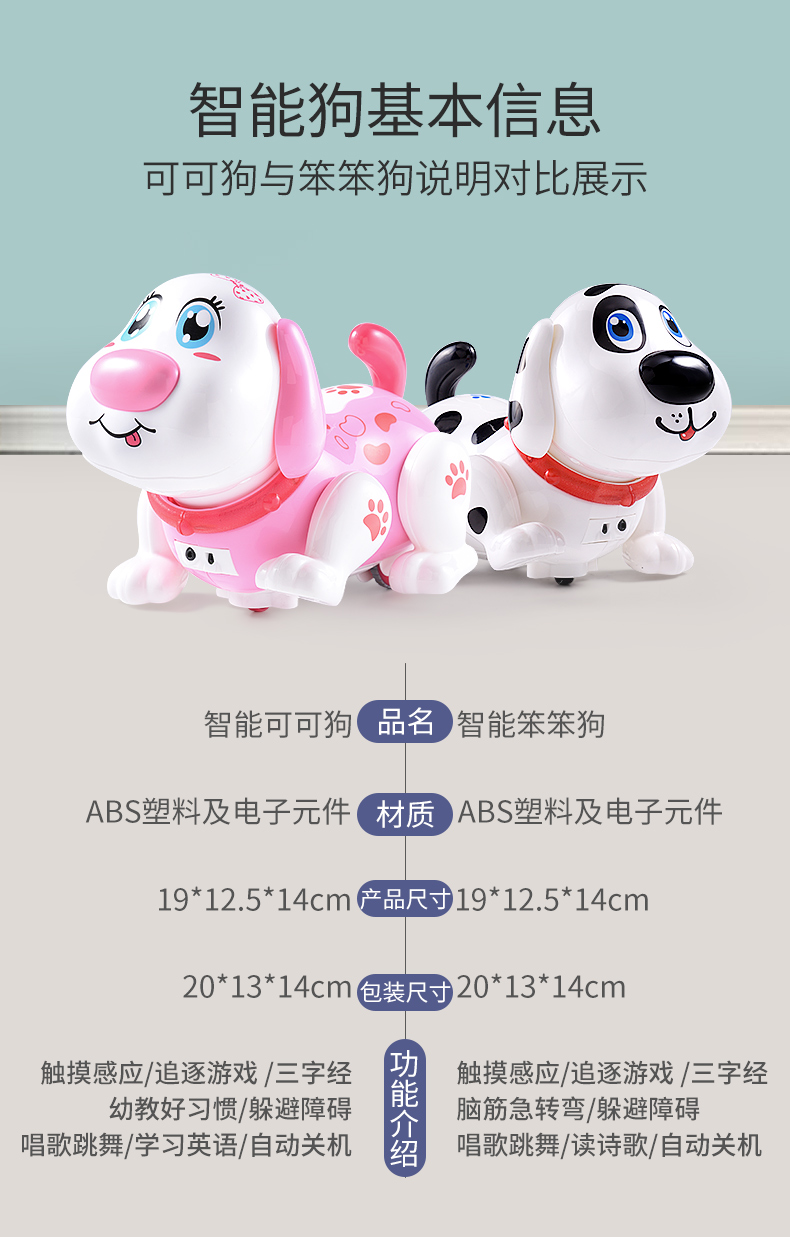 智能狗基本信息
可可狗与笨笨狗说明对比展示
智能可可狗 品名 智能笨笨狗
ABS塑料及电子元件 材质 ABS塑料及电子元件
19*12.5*14cm 产品尺寸 19*12.5*14cm
20*13*14cm 包装尺寸 20*13*14cm
功能介绍
触摸感应/追逐游戏 /三字经
幼教好习惯/躲避障碍
唱歌跳舞/学习英语/自动关机
触摸感应/追逐游戏 /三字经
脑筋急转弯/躲避障碍
唱歌跳舞/读诗歌/自动关机